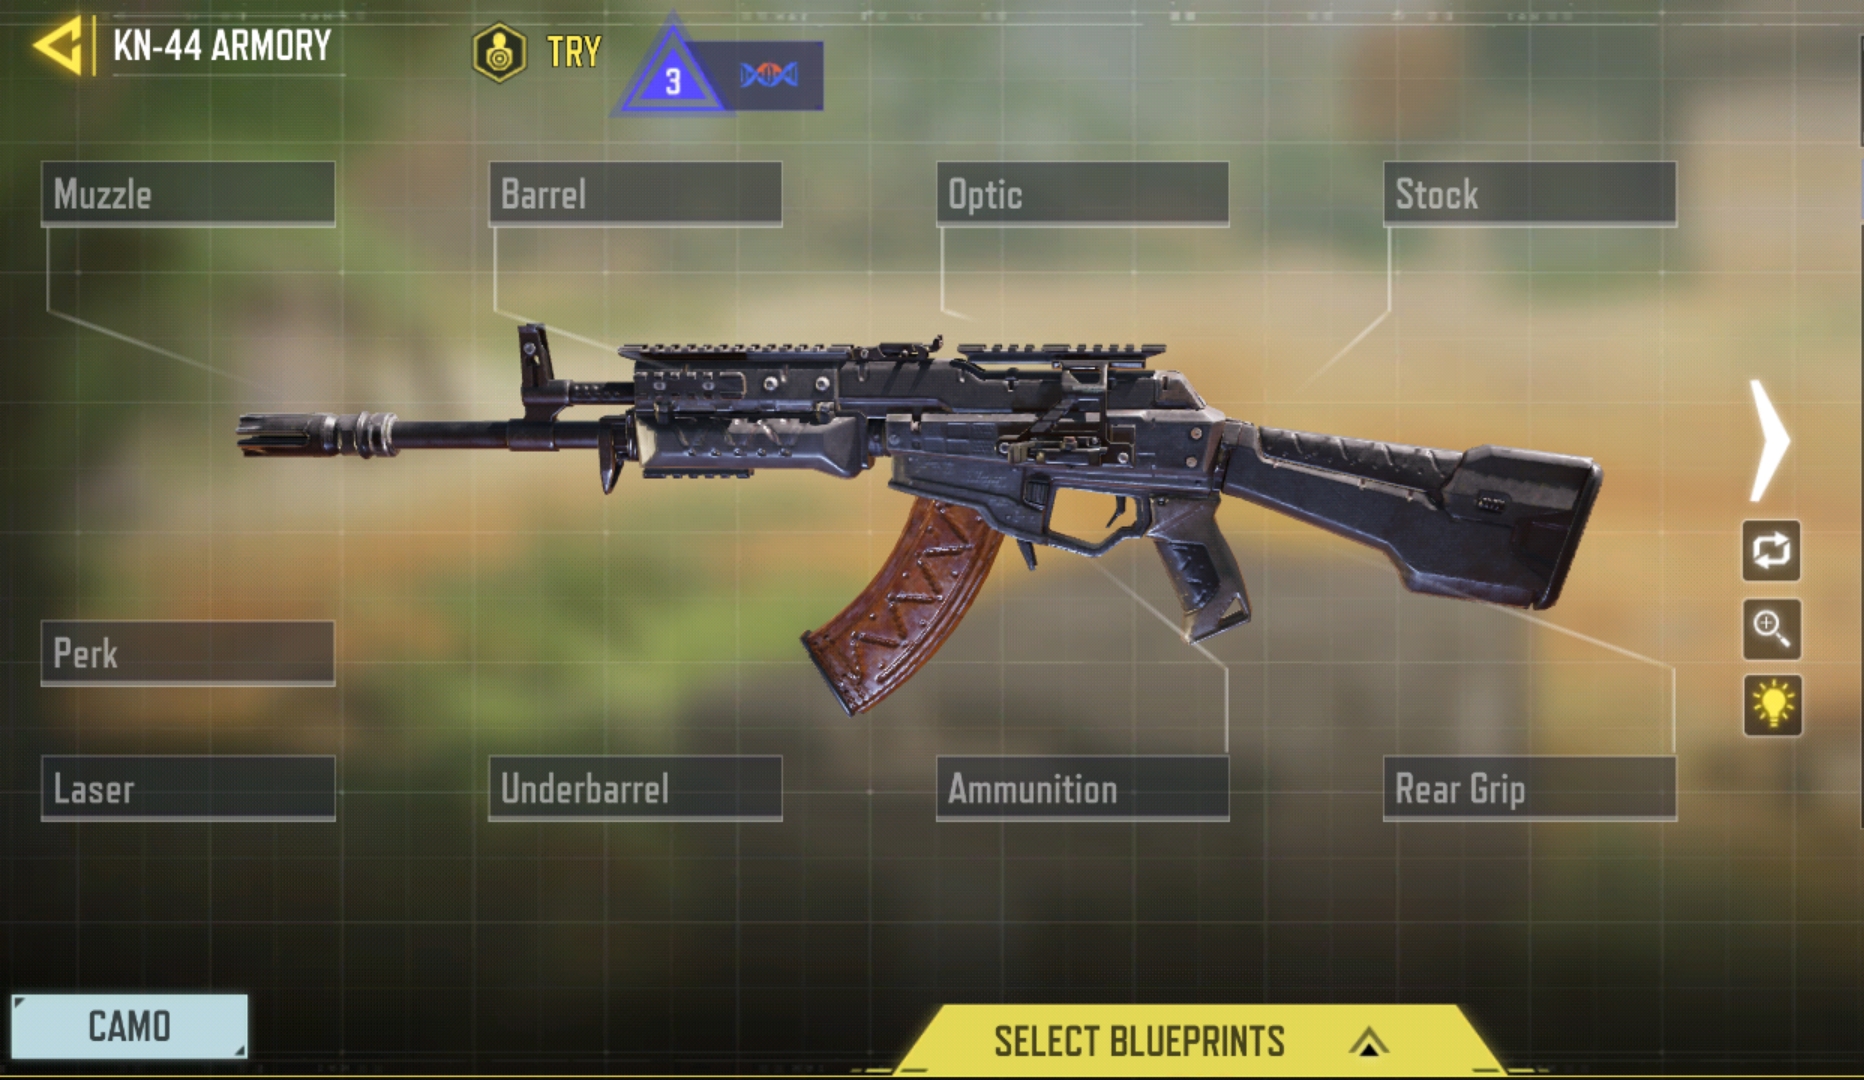 KN-44 ARMORY
TRY
3
Muzzle
Barrel
Optic
Stock
Perk
Laser
Underbarrel
Ammunition
Rear Grip
CAMO
SELECT BLUEPRINTS